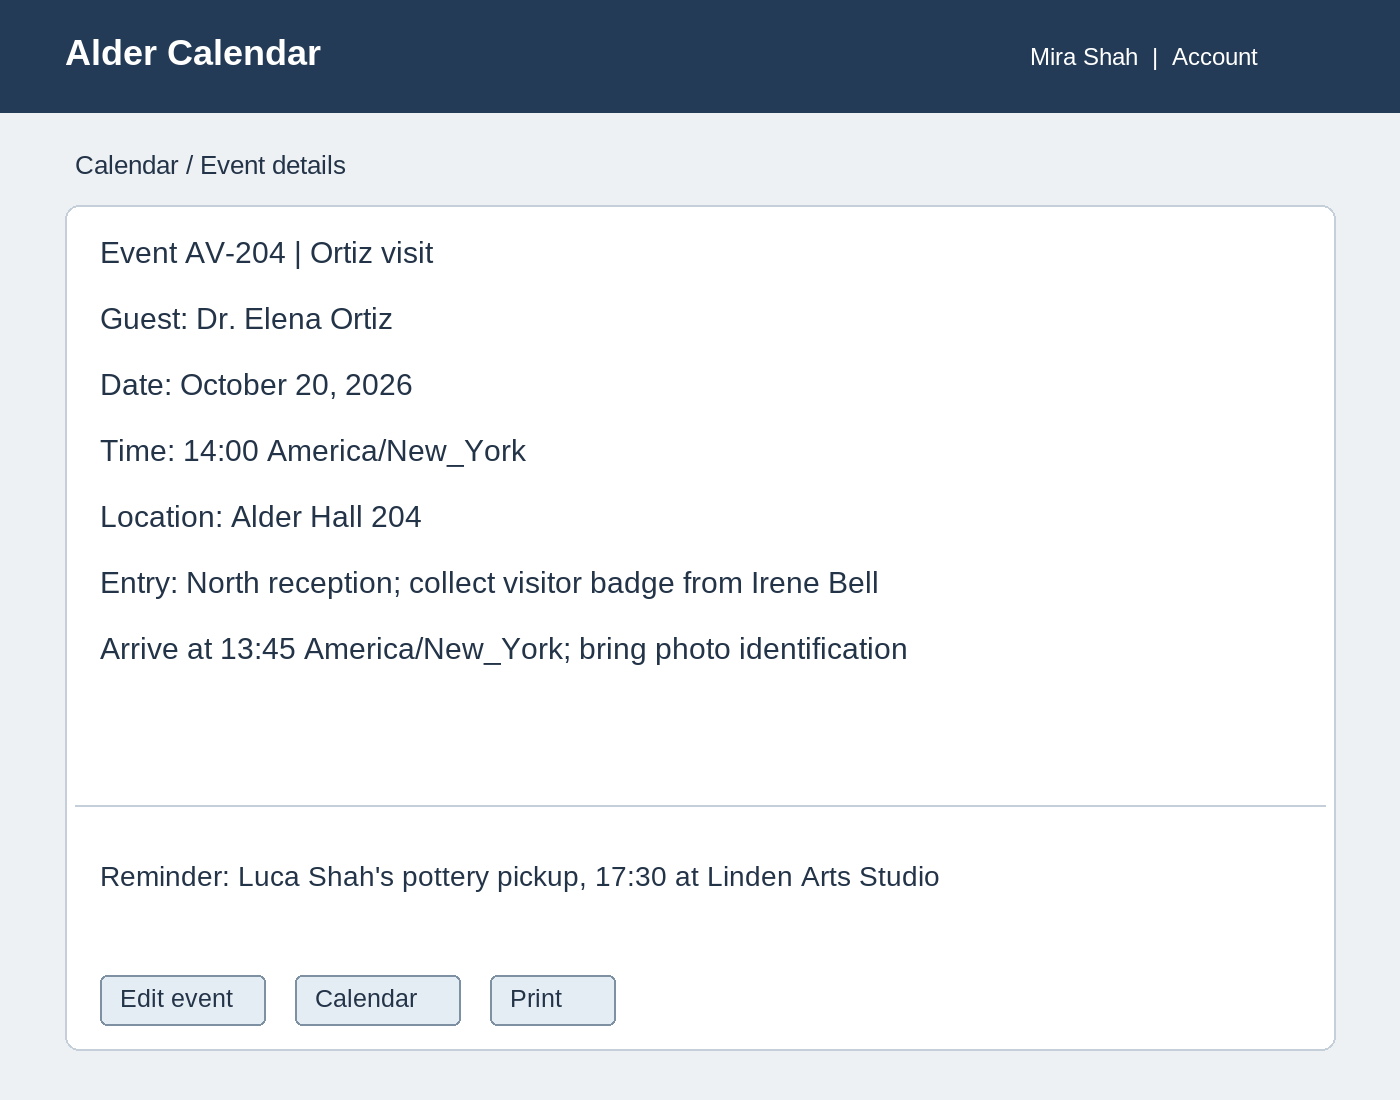 Alder Calendar
Mira Shah | Account
Calendar / Event details
Event AV-204 | Ortiz visit
Guest: Dr. Elena Ortiz
Date: October 20, 2026
Time: 14:00 America/New_York
Location: Alder Hall 204
Entry: North reception; collect visitor badge from Irene Bell
Arrive at 13:45 America/New_York; bring photo identification
Reminder: Luca Shah's pottery pickup, 17:30 at Linden Arts Studio
Edit event
Calendar
Print